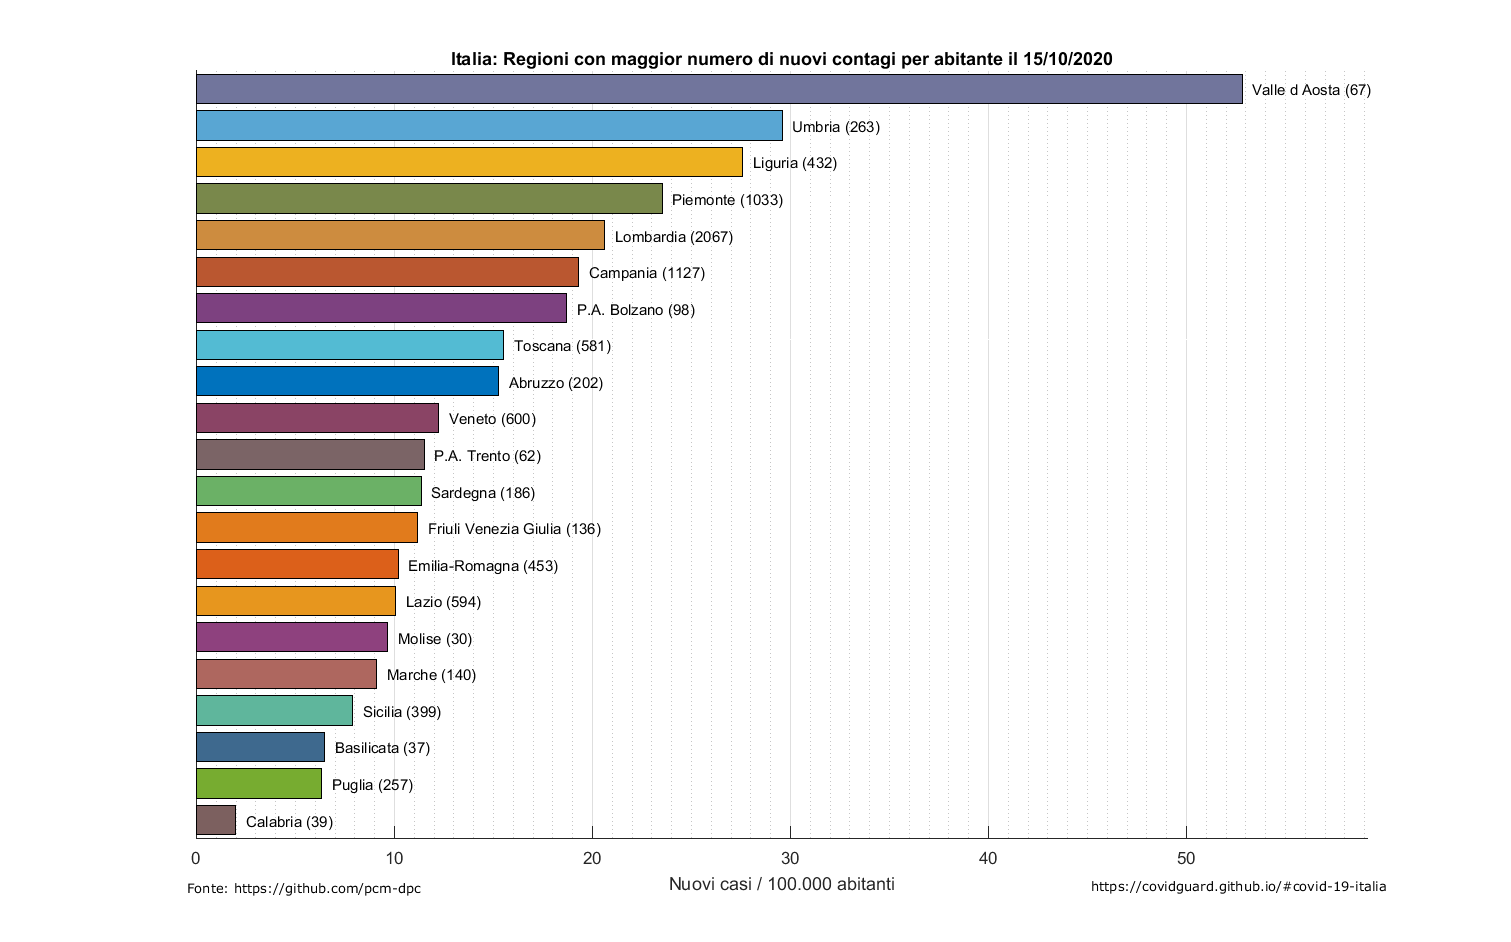 Italia: Regioni con maggior numero di nuovi contagi per abitante il 15/10/2020
Valle d Aosta (67)
Umbria (263)
Liguria (432)
Piemonte (1033)
Lombardia (2067)
Campania (1127)
P.A. Bolzano (98)
Toscana (581)
Abruzzo (202)
Veneto (600)
P.A. Trento (62)
Sardegna (186)
Friuli Venezia Giulia (136)
Emilia-Romagna (453)
Lazio (594)
Molise (30)
Marche (140)
Sicilia (399)
Basilicata (37)
Puglia (257)
Calabria (39)
0 10 20 30 40 50
Nuovi casi / 100.000 abitanti
Fonte: https://github.com/pcm-dpc
https://covidguard.github.io/#covid-19-italia